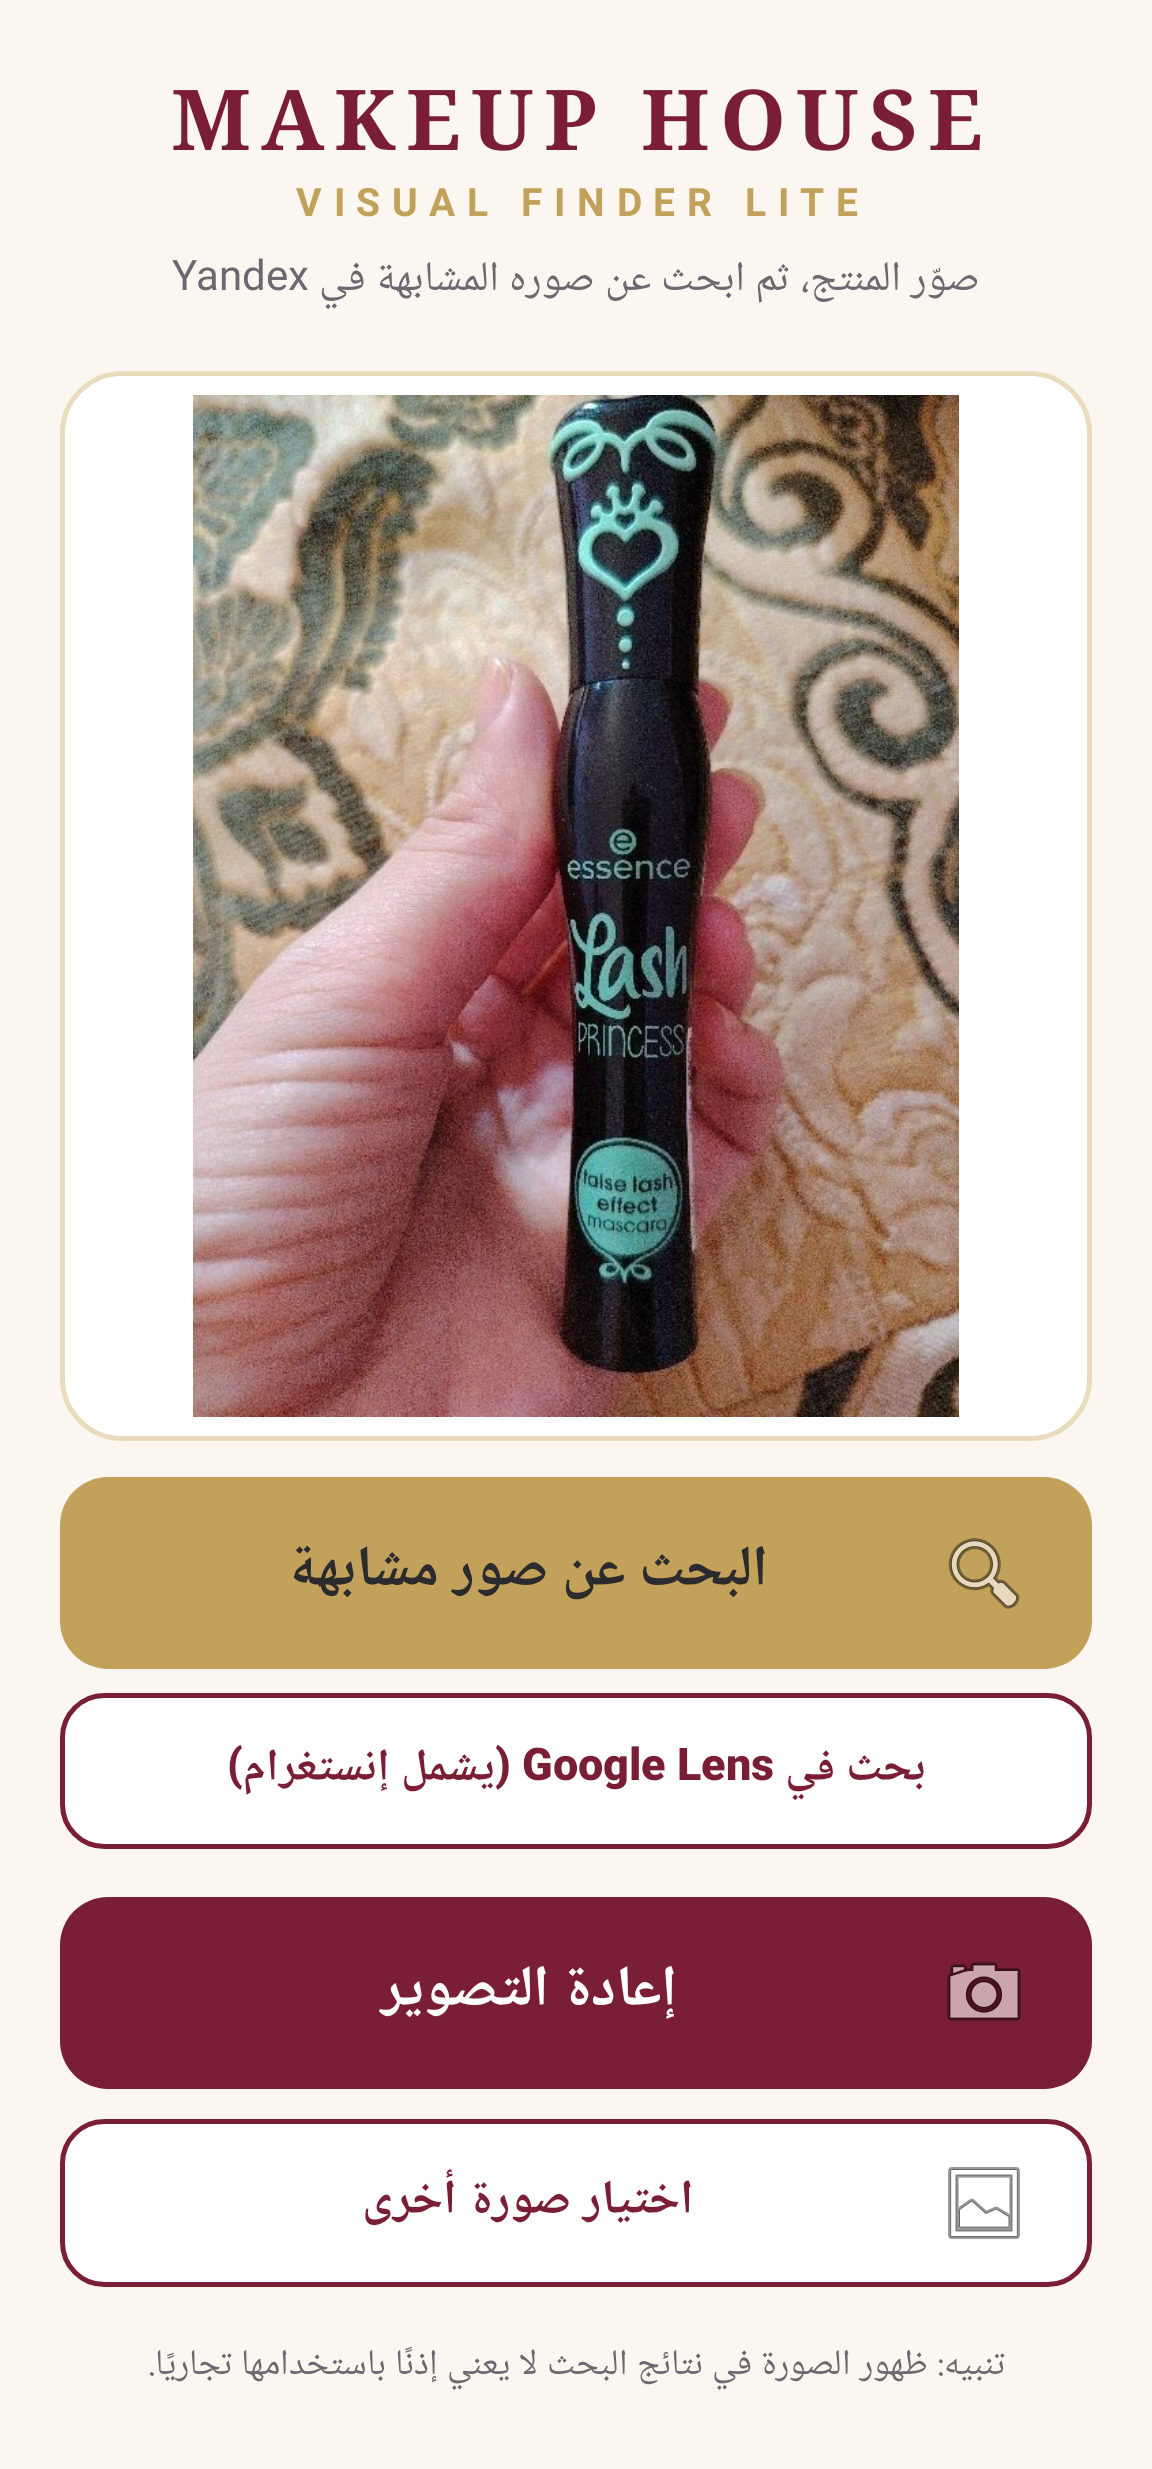 MAKEUP HOUSE
VISUAL FINDER LITE
صوّر المنتج، ثم ابحث عن صوره المشابهة في Yandex
e
essence
Lash
PRINCESS
false lash
effect
mascara
البحث عن صور مشابهة
بحث في Google Lens (يشمل إنستغرام)
إعادة التصوير
اختيار صورة أخرى
تنبيه: ظهور الصورة في نتائج البحث لا يعني إذنًا باستخدامها تجاريًا.